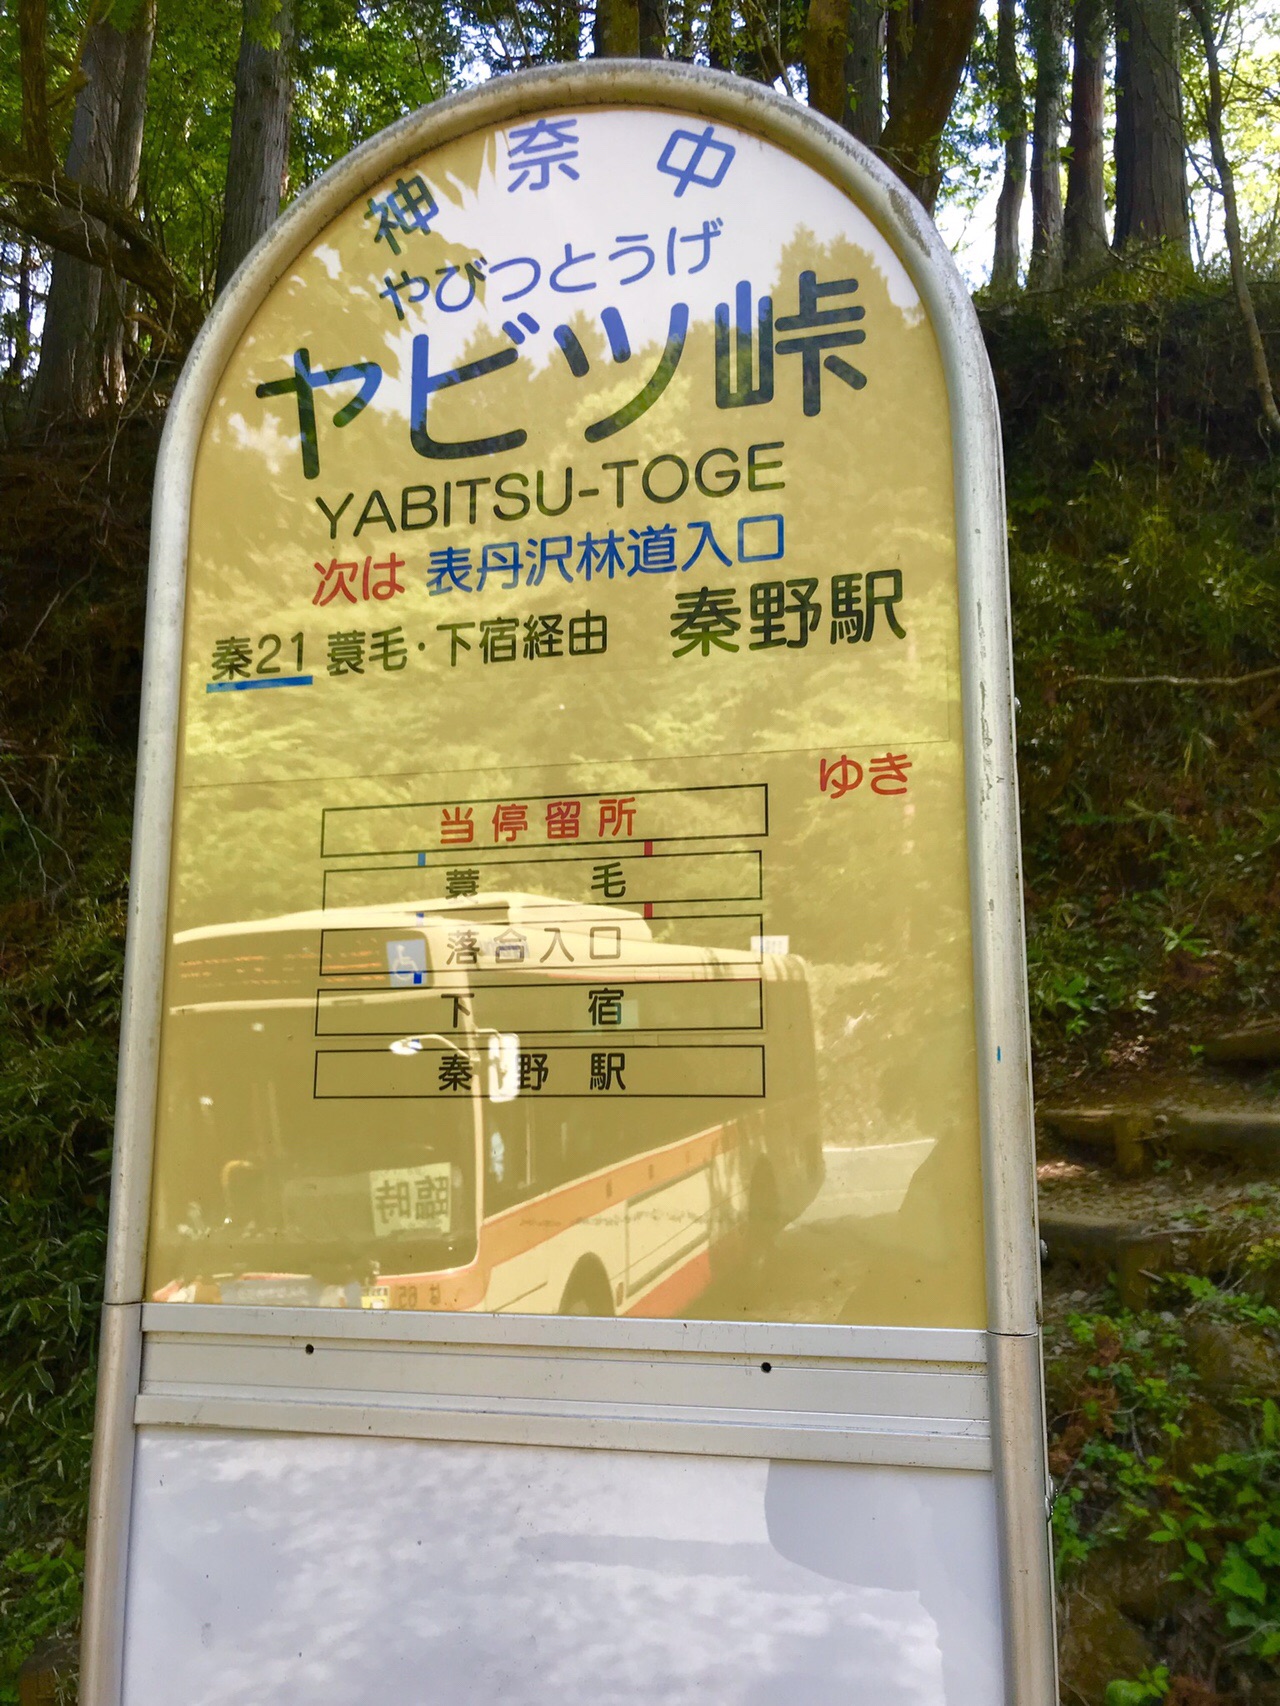 神奈中
やびつとうげ
ヤビツ峠
YABITSU-TOGE
次は 表丹沢林道入口
秦21 蓑毛・下宿経由 秦野駅
ゆき
当停留所
蓑毛
落合入口
下宿
秦野駅
臨時